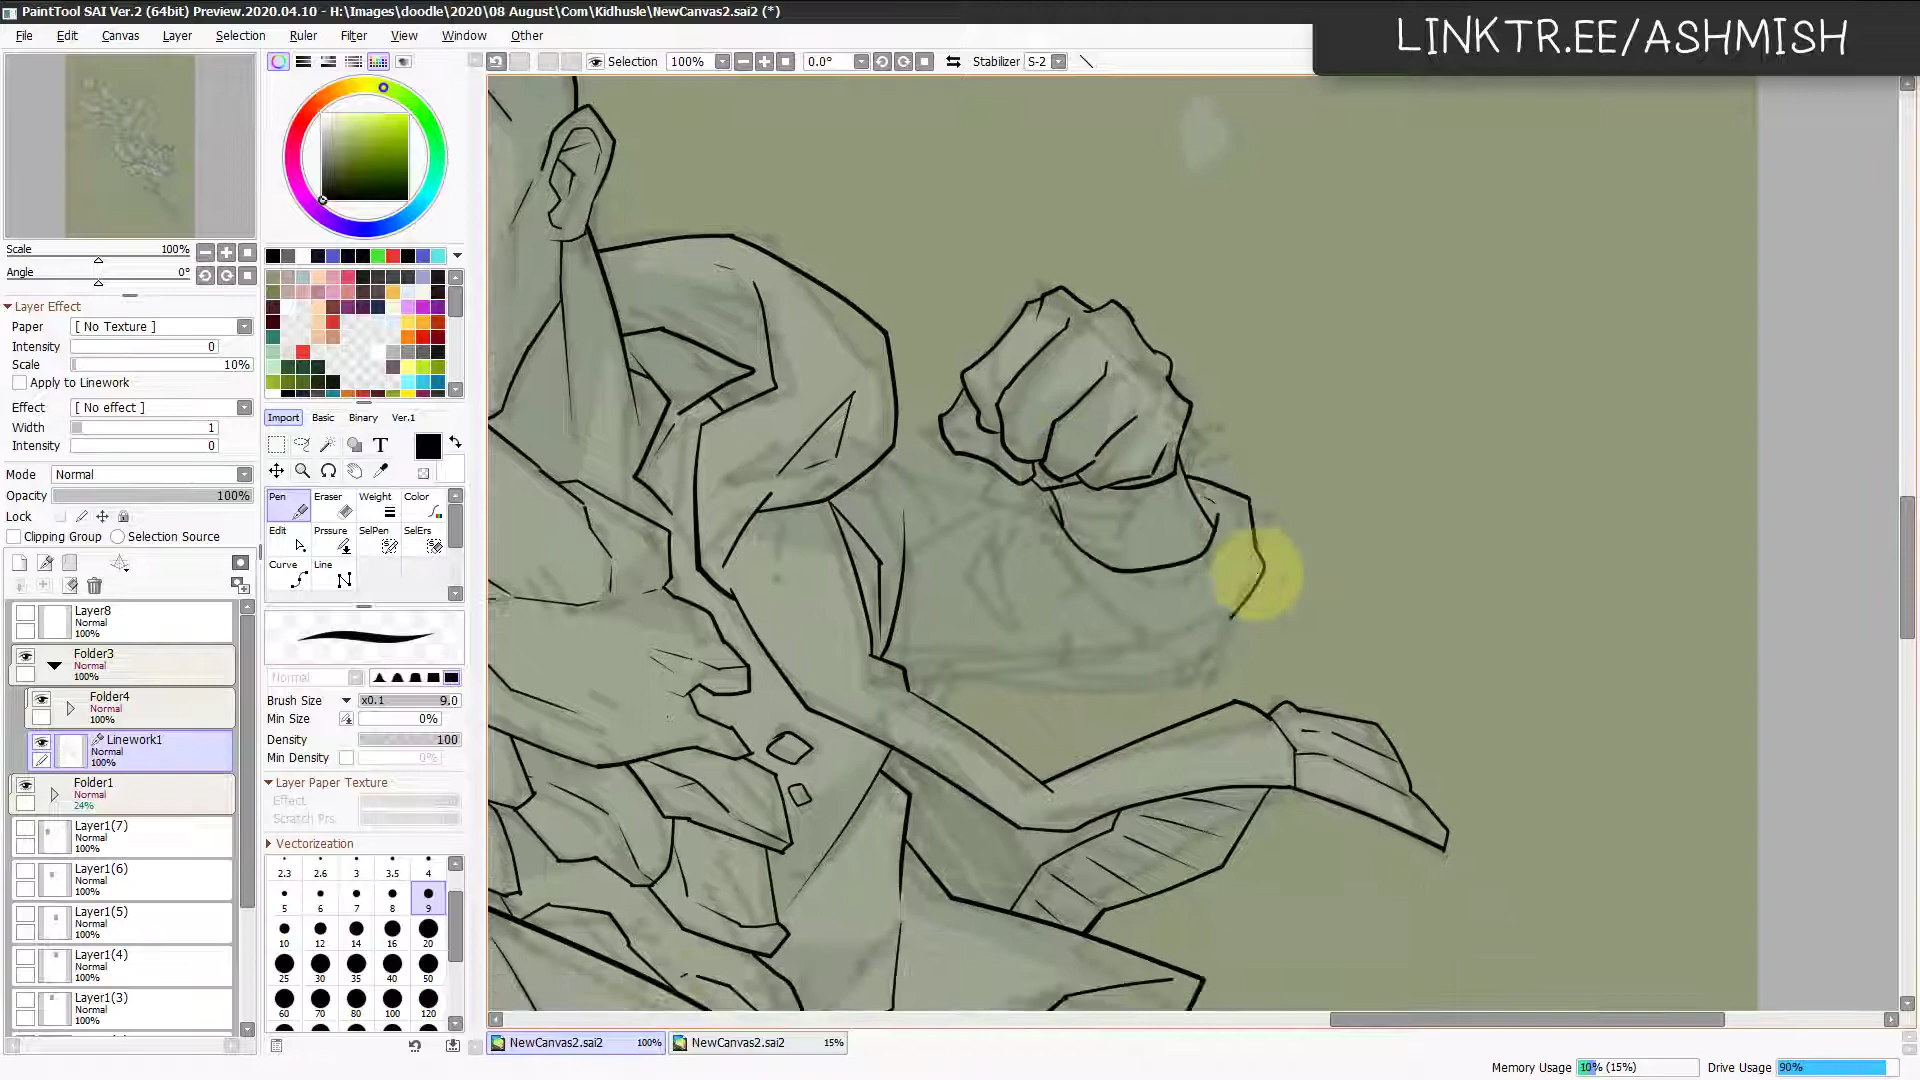 PaintTool SAI Ver.2 (64bit) Preview.2020.04.10 - H:\Images\doodle\2020\08 August\Com\Kidhusle\NewCanvas2.sai2 (*)
LINKTR.EE/ASHMISH
File Edit Canvas Layer Selection Ruler Filter View Window Other
Selection 100% 0.0° Stabilizer S-2
Scale 100%
Angle 0°
Layer Effect
Paper [ No Texture ]
Intensity 0
Scale 10%
Apply to Linework
Effect [ No effect ]
Width 1
Intensity 0
Mode Normal
Opacity 100%
Lock
Clipping Group Selection Source
Layer8
Normal
100%
Folder3
Normal
100%
Folder4
Normal
100%
Linework1
Normal
100%
Folder1
Normal
24%
Layer1(7)
Normal
100%
Layer1(6)
Normal
100%
Layer1(5)
Normal
100%
Layer1(4)
Normal
100%
Layer1(3)
Normal
100%
Import Basic Binary Ver.1
T
Pen Eraser Weight Color
Edit Prssure SelPen SelErs
Curve Line
Normal
Brush Size x0.1 9.0
Min Size 0%
Density 100
Min Density 0%
Layer Paper Texture
Effect
Scratch Prs.
Vectorizeation
2.3 2.6 3 3.5 4
5 6 7 8 9
10 12 14 16 20
25 30 35 40 50
60 70 80 100 120
NewCanvas2.sai2 100% NewCanvas2.sai2 15%
Memory Usage 10% (15%) Drive Usage 90%